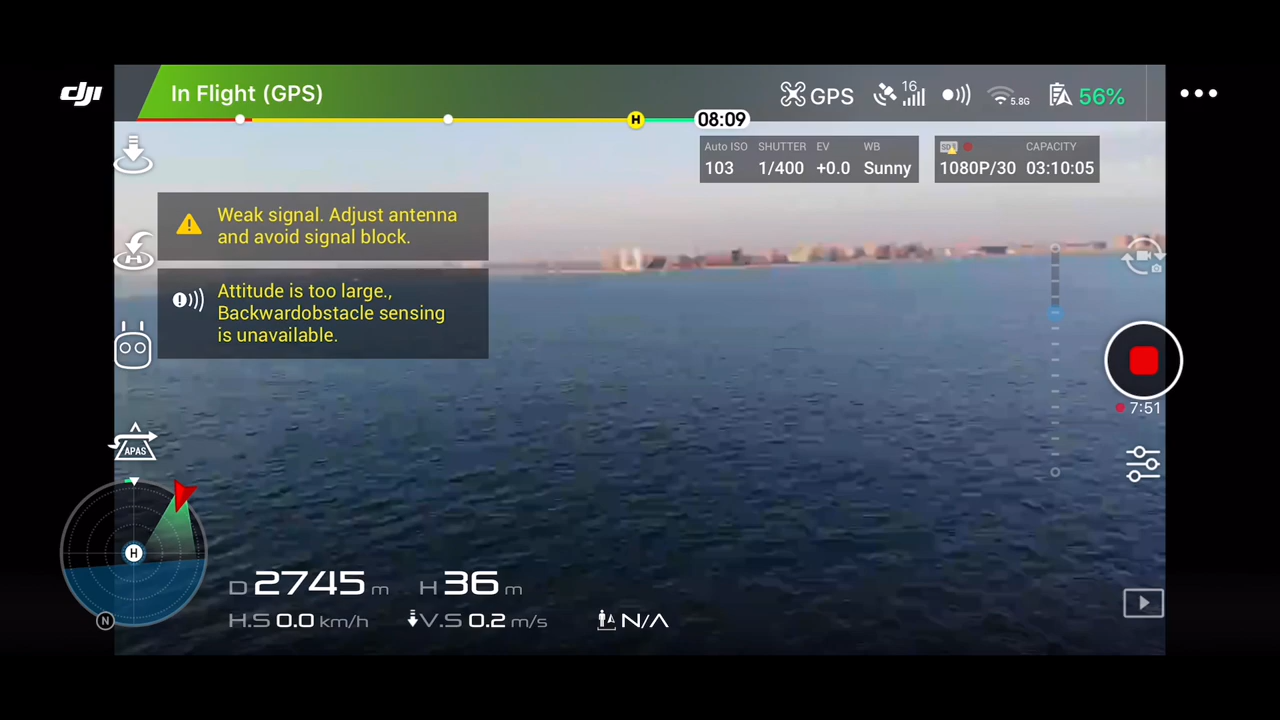 dji
In Flight (GPS)
GPS
16
5.8G
56%
H
08:09
Auto ISO SHUTTER EV WB
103 1/400 +0.0 Sunny
SD CAPACITY
1080P/30 03:10:05
Weak signal. Adjust antenna
and avoid signal block.
H
Attitude is too large.,
Backwardobstacle sensing
is unavailable.
7:51
APAS
H
N
D 2745 m H 36 m
H.S 0.0 km/h V.S 0.2 m/s N/A